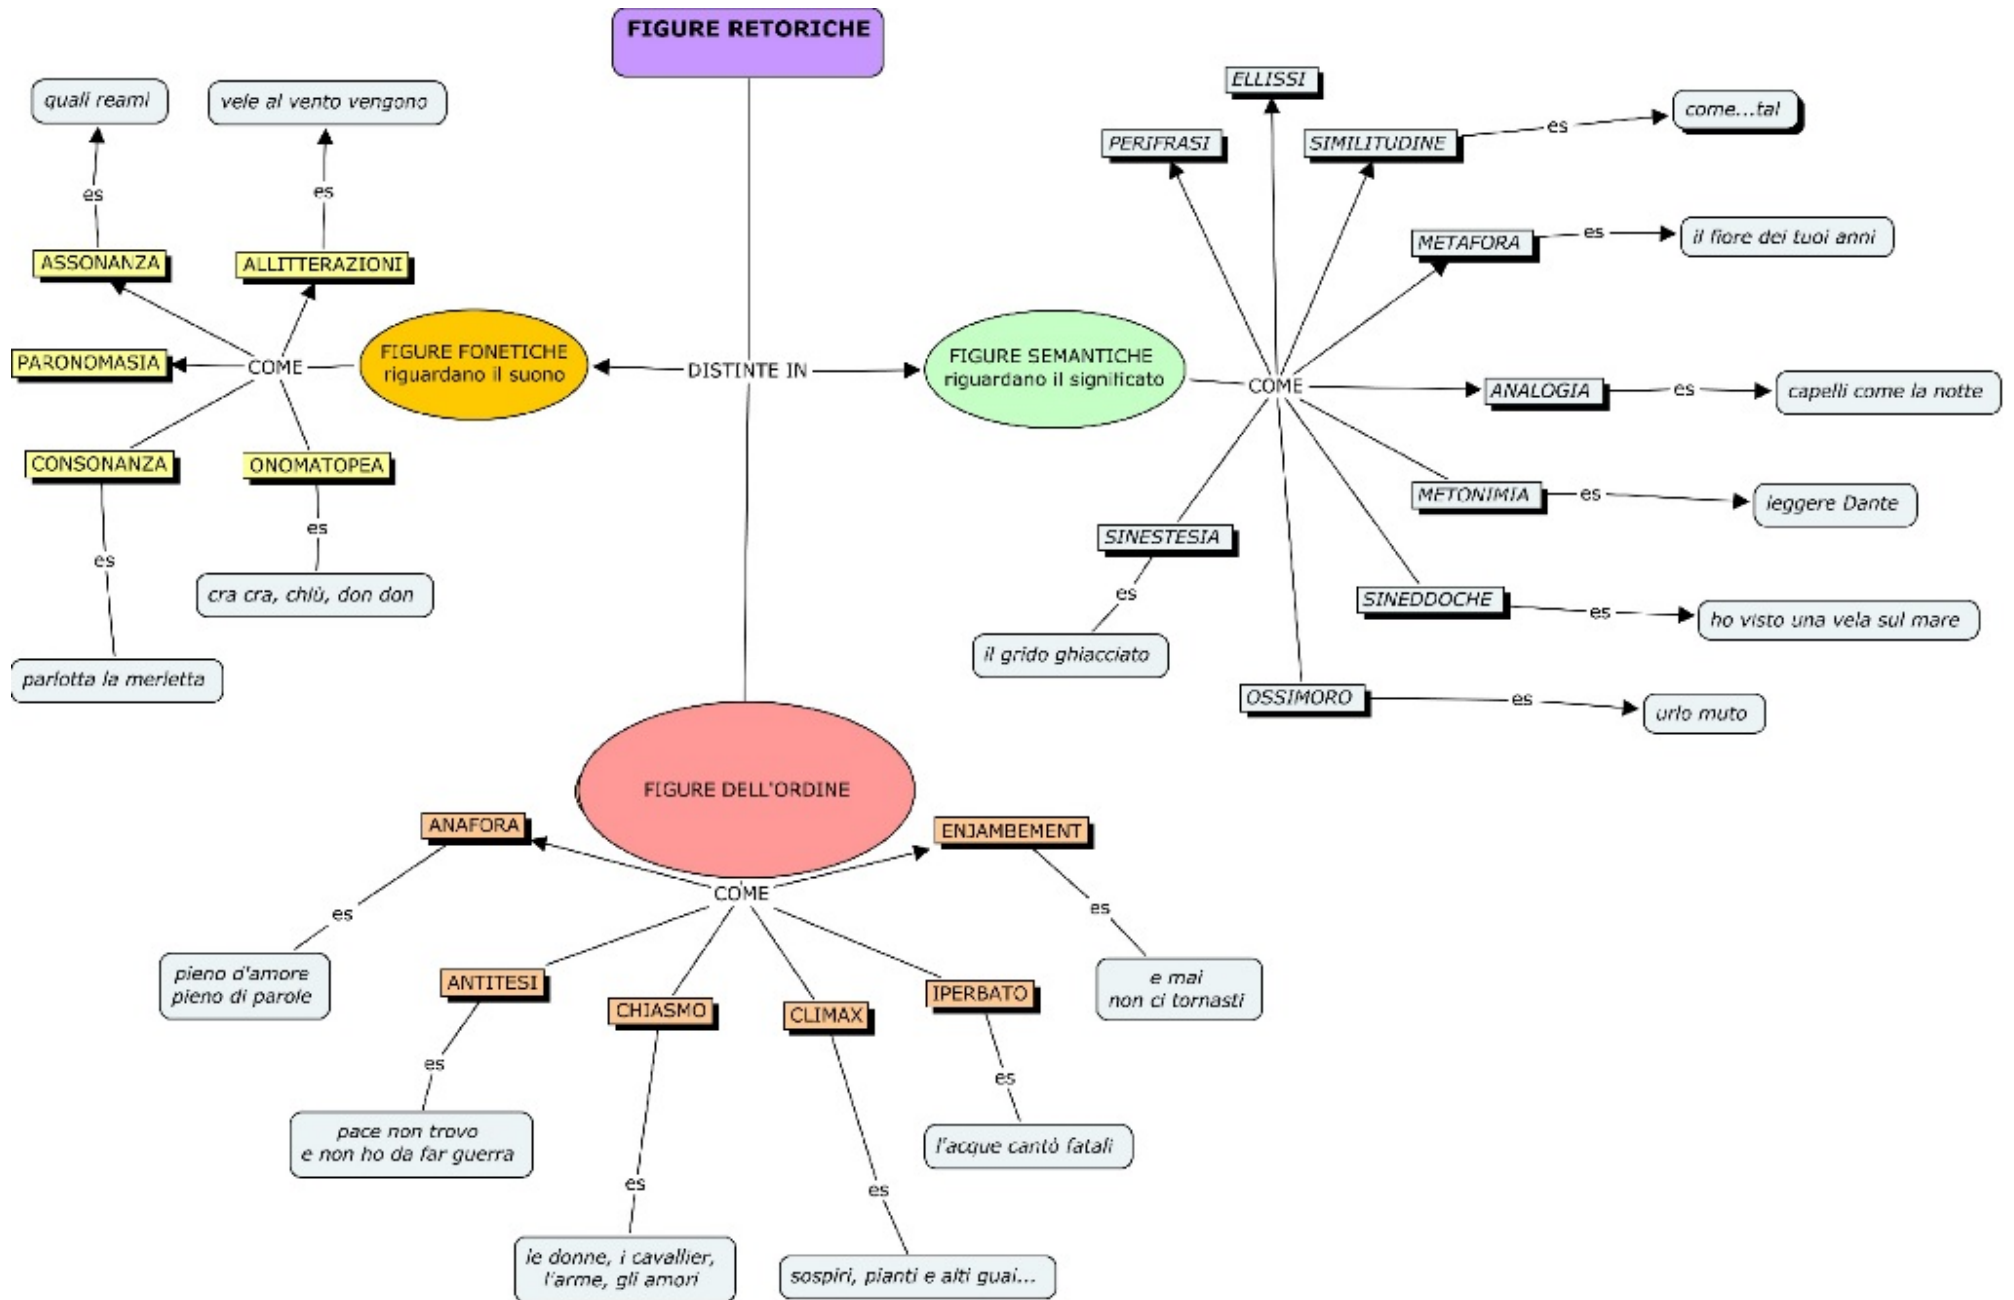 FIGURE RETORICHE
quali reami
vele al vento vengono
es
es
ASSONANZA
ALLITTERAZIONI
PARONOMASIA
COME
FIGURE FONETICHE
riguardano il suono
CONSONANZA
ONOMATOPEA
es
es
cra cra, chiù, don don
parlotta la merletta
DISTINTE IN
FIGURE SEMANTICHE
riguardano il significato
COME
ELLISSI
PERIFRASI
SIMILITUDINE
es
come...tal
METAFORA
es
il fiore dei tuoi anni
ANALOGIA
es
capelli come la notte
METONIMIA
es
leggere Dante
SINESTESIA
es
il grido ghiacciato
SINEDDOCHE
es
ho visto una vela sul mare
OSSIMORO
es
urlo muto
FIGURE DELL'ORDINE
COME
ANAFORA
es
pieno d'amore
pieno di parole
ENJAMBEMENT
es
e mai
non ci tornasti
ANTITESI
es
pace non trovo
e non ho da far guerra
CHIASMO
es
le donne, i cavallier,
l'arme, gli amori
CLIMAX
es
sospiri, pianti e alti guai...
IPERBATO
es
l'acque cantò fatali